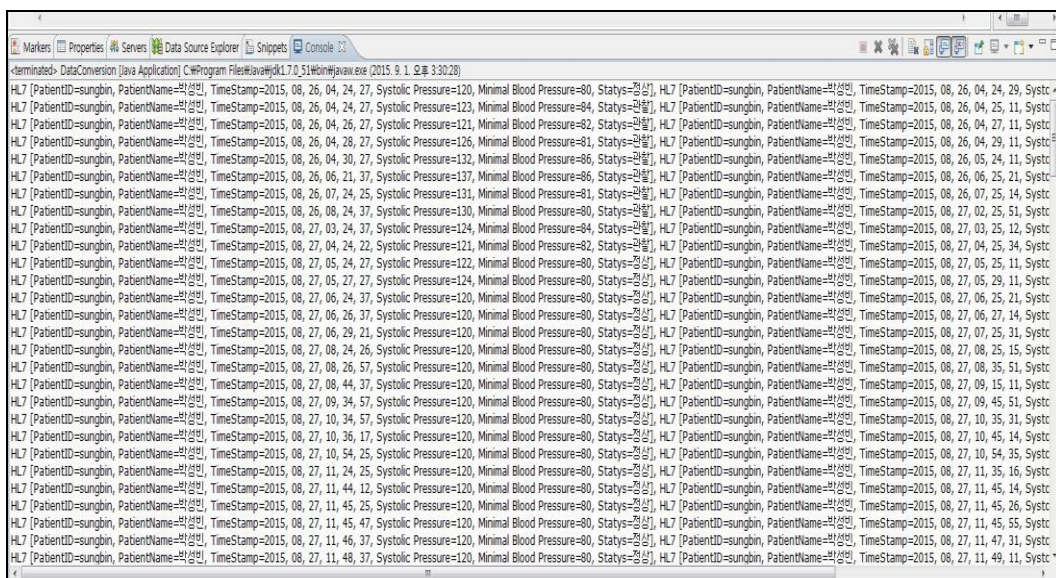 Markers Properties Servers Data Source Explorer Snippets Console
<terminated> DataConversion [Java Application] C:₩Program Files₩Java₩jdk1.7.0_51₩bin₩javaw.exe (2015. 9. 1. 오후 3:30:28)
HL7 [PatientID=sungbin, PatientName=박성빈, TimeStamp=2015, 08, 26, 04, 24, 27, Systolic Pressure=120, Minimal Blood Pressure=80, Statys=정상], HL7 [PatientID=sungbin, PatientName=박성빈, TimeStamp=2015, 08, 26, 04, 24, 29, Systc
HL7 [PatientID=sungbin, PatientName=박성빈, TimeStamp=2015, 08, 26, 04, 24, 27, Systolic Pressure=123, Minimal Blood Pressure=84, Statys=관찰], HL7 [PatientID=sungbin, PatientName=박성빈, TimeStamp=2015, 08, 26, 04, 25, 11, Systc
HL7 [PatientID=sungbin, PatientName=박성빈, TimeStamp=2015, 08, 26, 04, 26, 27, Systolic Pressure=121, Minimal Blood Pressure=82, Statys=관찰], HL7 [PatientID=sungbin, PatientName=박성빈, TimeStamp=2015, 08, 26, 04, 27, 11, Systc
HL7 [PatientID=sungbin, PatientName=박성빈, TimeStamp=2015, 08, 26, 04, 28, 27, Systolic Pressure=126, Minimal Blood Pressure=81, Statys=관찰], HL7 [PatientID=sungbin, PatientName=박성빈, TimeStamp=2015, 08, 26, 04, 29, 11, Systc
HL7 [PatientID=sungbin, PatientName=박성빈, TimeStamp=2015, 08, 26, 04, 30, 27, Systolic Pressure=132, Minimal Blood Pressure=86, Statys=관찰], HL7 [PatientID=sungbin, PatientName=박성빈, TimeStamp=2015, 08, 26, 05, 24, 11, Systc
HL7 [PatientID=sungbin, PatientName=박성빈, TimeStamp=2015, 08, 26, 06, 21, 37, Systolic Pressure=137, Minimal Blood Pressure=86, Statys=관찰], HL7 [PatientID=sungbin, PatientName=박성빈, TimeStamp=2015, 08, 26, 06, 25, 21, Systc
HL7 [PatientID=sungbin, PatientName=박성빈, TimeStamp=2015, 08, 26, 07, 24, 25, Systolic Pressure=131, Minimal Blood Pressure=81, Statys=관찰], HL7 [PatientID=sungbin, PatientName=박성빈, TimeStamp=2015, 08, 26, 07, 25, 14, Systc
HL7 [PatientID=sungbin, PatientName=박성빈, TimeStamp=2015, 08, 26, 08, 24, 37, Systolic Pressure=130, Minimal Blood Pressure=80, Statys=관찰], HL7 [PatientID=sungbin, PatientName=박성빈, TimeStamp=2015, 08, 27, 02, 25, 51, Systc
HL7 [PatientID=sungbin, PatientName=박성빈, TimeStamp=2015, 08, 27, 03, 24, 37, Systolic Pressure=124, Minimal Blood Pressure=84, Statys=관찰], HL7 [PatientID=sungbin, PatientName=박성빈, TimeStamp=2015, 08, 27, 03, 25, 12, Systc
HL7 [PatientID=sungbin, PatientName=박성빈, TimeStamp=2015, 08, 27, 04, 24, 22, Systolic Pressure=121, Minimal Blood Pressure=82, Statys=관찰], HL7 [PatientID=sungbin, PatientName=박성빈, TimeStamp=2015, 08, 27, 04, 25, 34, Systc
HL7 [PatientID=sungbin, PatientName=박성빈, TimeStamp=2015, 08, 27, 05, 24, 27, Systolic Pressure=122, Minimal Blood Pressure=80, Statys=정상], HL7 [PatientID=sungbin, PatientName=박성빈, TimeStamp=2015, 08, 27, 05, 25, 11, Systc
HL7 [PatientID=sungbin, PatientName=박성빈, TimeStamp=2015, 08, 27, 05, 27, 27, Systolic Pressure=124, Minimal Blood Pressure=80, Statys=정상], HL7 [PatientID=sungbin, PatientName=박성빈, TimeStamp=2015, 08, 27, 05, 29, 11, Systc
HL7 [PatientID=sungbin, PatientName=박성빈, TimeStamp=2015, 08, 27, 06, 24, 37, Systolic Pressure=120, Minimal Blood Pressure=80, Statys=정상], HL7 [PatientID=sungbin, PatientName=박성빈, TimeStamp=2015, 08, 27, 06, 25, 21, Systc
HL7 [PatientID=sungbin, PatientName=박성빈, TimeStamp=2015, 08, 27, 06, 26, 37, Systolic Pressure=120, Minimal Blood Pressure=80, Statys=정상], HL7 [PatientID=sungbin, PatientName=박성빈, TimeStamp=2015, 08, 27, 06, 27, 14, Systc
HL7 [PatientID=sungbin, PatientName=박성빈, TimeStamp=2015, 08, 27, 06, 29, 21, Systolic Pressure=120, Minimal Blood Pressure=80, Statys=정상], HL7 [PatientID=sungbin, PatientName=박성빈, TimeStamp=2015, 08, 27, 07, 25, 31, Systc
HL7 [PatientID=sungbin, PatientName=박성빈, TimeStamp=2015, 08, 27, 08, 24, 26, Systolic Pressure=120, Minimal Blood Pressure=80, Statys=정상], HL7 [PatientID=sungbin, PatientName=박성빈, TimeStamp=2015, 08, 27, 08, 25, 15, Systc
HL7 [PatientID=sungbin, PatientName=박성빈, TimeStamp=2015, 08, 27, 08, 26, 57, Systolic Pressure=120, Minimal Blood Pressure=80, Statys=정상], HL7 [PatientID=sungbin, PatientName=박성빈, TimeStamp=2015, 08, 27, 08, 35, 51, Systc
HL7 [PatientID=sungbin, PatientName=박성빈, TimeStamp=2015, 08, 27, 08, 44, 37, Systolic Pressure=120, Minimal Blood Pressure=80, Statys=정상], HL7 [PatientID=sungbin, PatientName=박성빈, TimeStamp=2015, 08, 27, 09, 15, 11, Systc
HL7 [PatientID=sungbin, PatientName=박성빈, TimeStamp=2015, 08, 27, 09, 34, 57, Systolic Pressure=120, Minimal Blood Pressure=80, Statys=정상], HL7 [PatientID=sungbin, PatientName=박성빈, TimeStamp=2015, 08, 27, 09, 45, 51, Systc
HL7 [PatientID=sungbin, PatientName=박성빈, TimeStamp=2015, 08, 27, 10, 34, 57, Systolic Pressure=120, Minimal Blood Pressure=80, Statys=정상], HL7 [PatientID=sungbin, PatientName=박성빈, TimeStamp=2015, 08, 27, 10, 35, 31, Systc
HL7 [PatientID=sungbin, PatientName=박성빈, TimeStamp=2015, 08, 27, 10, 36, 17, Systolic Pressure=120, Minimal Blood Pressure=80, Statys=정상], HL7 [PatientID=sungbin, PatientName=박성빈, TimeStamp=2015, 08, 27, 10, 45, 14, Systc
HL7 [PatientID=sungbin, PatientName=박성빈, TimeStamp=2015, 08, 27, 10, 54, 25, Systolic Pressure=120, Minimal Blood Pressure=80, Statys=정상], HL7 [PatientID=sungbin, PatientName=박성빈, TimeStamp=2015, 08, 27, 10, 54, 35, Systc
HL7 [PatientID=sungbin, PatientName=박성빈, TimeStamp=2015, 08, 27, 11, 24, 25, Systolic Pressure=120, Minimal Blood Pressure=80, Statys=정상], HL7 [PatientID=sungbin, PatientName=박성빈, TimeStamp=2015, 08, 27, 11, 35, 16, Systc
HL7 [PatientID=sungbin, PatientName=박성빈, TimeStamp=2015, 08, 27, 11, 44, 12, Systolic Pressure=120, Minimal Blood Pressure=80, Statys=정상], HL7 [PatientID=sungbin, PatientName=박성빈, TimeStamp=2015, 08, 27, 11, 45, 14, Systc
HL7 [PatientID=sungbin, PatientName=박성빈, TimeStamp=2015, 08, 27, 11, 45, 25, Systolic Pressure=120, Minimal Blood Pressure=80, Statys=정상], HL7 [PatientID=sungbin, PatientName=박성빈, TimeStamp=2015, 08, 27, 11, 45, 26, Systc
HL7 [PatientID=sungbin, PatientName=박성빈, TimeStamp=2015, 08, 27, 11, 45, 47, Systolic Pressure=120, Minimal Blood Pressure=80, Statys=정상], HL7 [PatientID=sungbin, PatientName=박성빈, TimeStamp=2015, 08, 27, 11, 45, 55, Systc
HL7 [PatientID=sungbin, PatientName=박성빈, TimeStamp=2015, 08, 27, 11, 46, 37, Systolic Pressure=120, Minimal Blood Pressure=80, Statys=정상], HL7 [PatientID=sungbin, PatientName=박성빈, TimeStamp=2015, 08, 27, 11, 47, 31, Systc
HL7 [PatientID=sungbin, PatientName=박성빈, TimeStamp=2015, 08, 27, 11, 48, 37, Systolic Pressure=120, Minimal Blood Pressure=80, Statys=정상], HL7 [PatientID=sungbin, PatientName=박성빈, TimeStamp=2015, 08, 27, 11, 49, 11, Systc